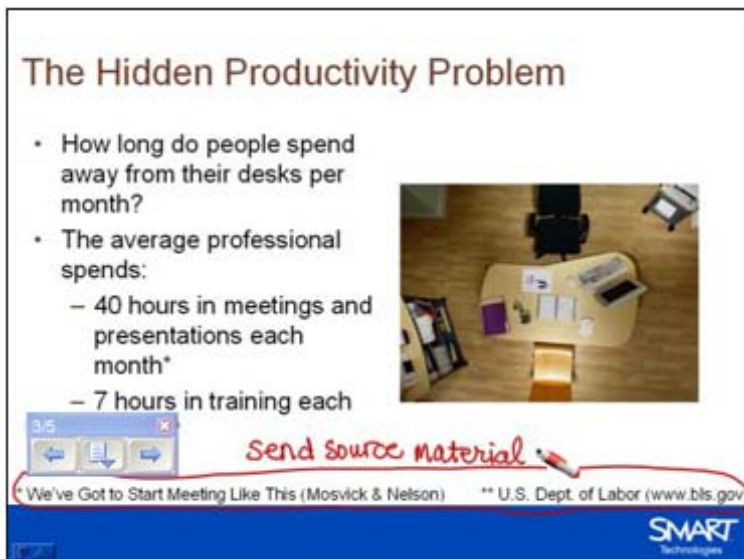 The Hidden Productivity Problem
• How long do people spend
away from their desks per
month?
• The average professional
spends:
– 40 hours in meetings and
presentations each
month*
– 7 hours in training each
3/5
send source material
* We've Got to Start Meeting Like This (Mosvick & Nelson) ** U.S. Dept. of Labor (www.bls.gov
SMART
Technologies